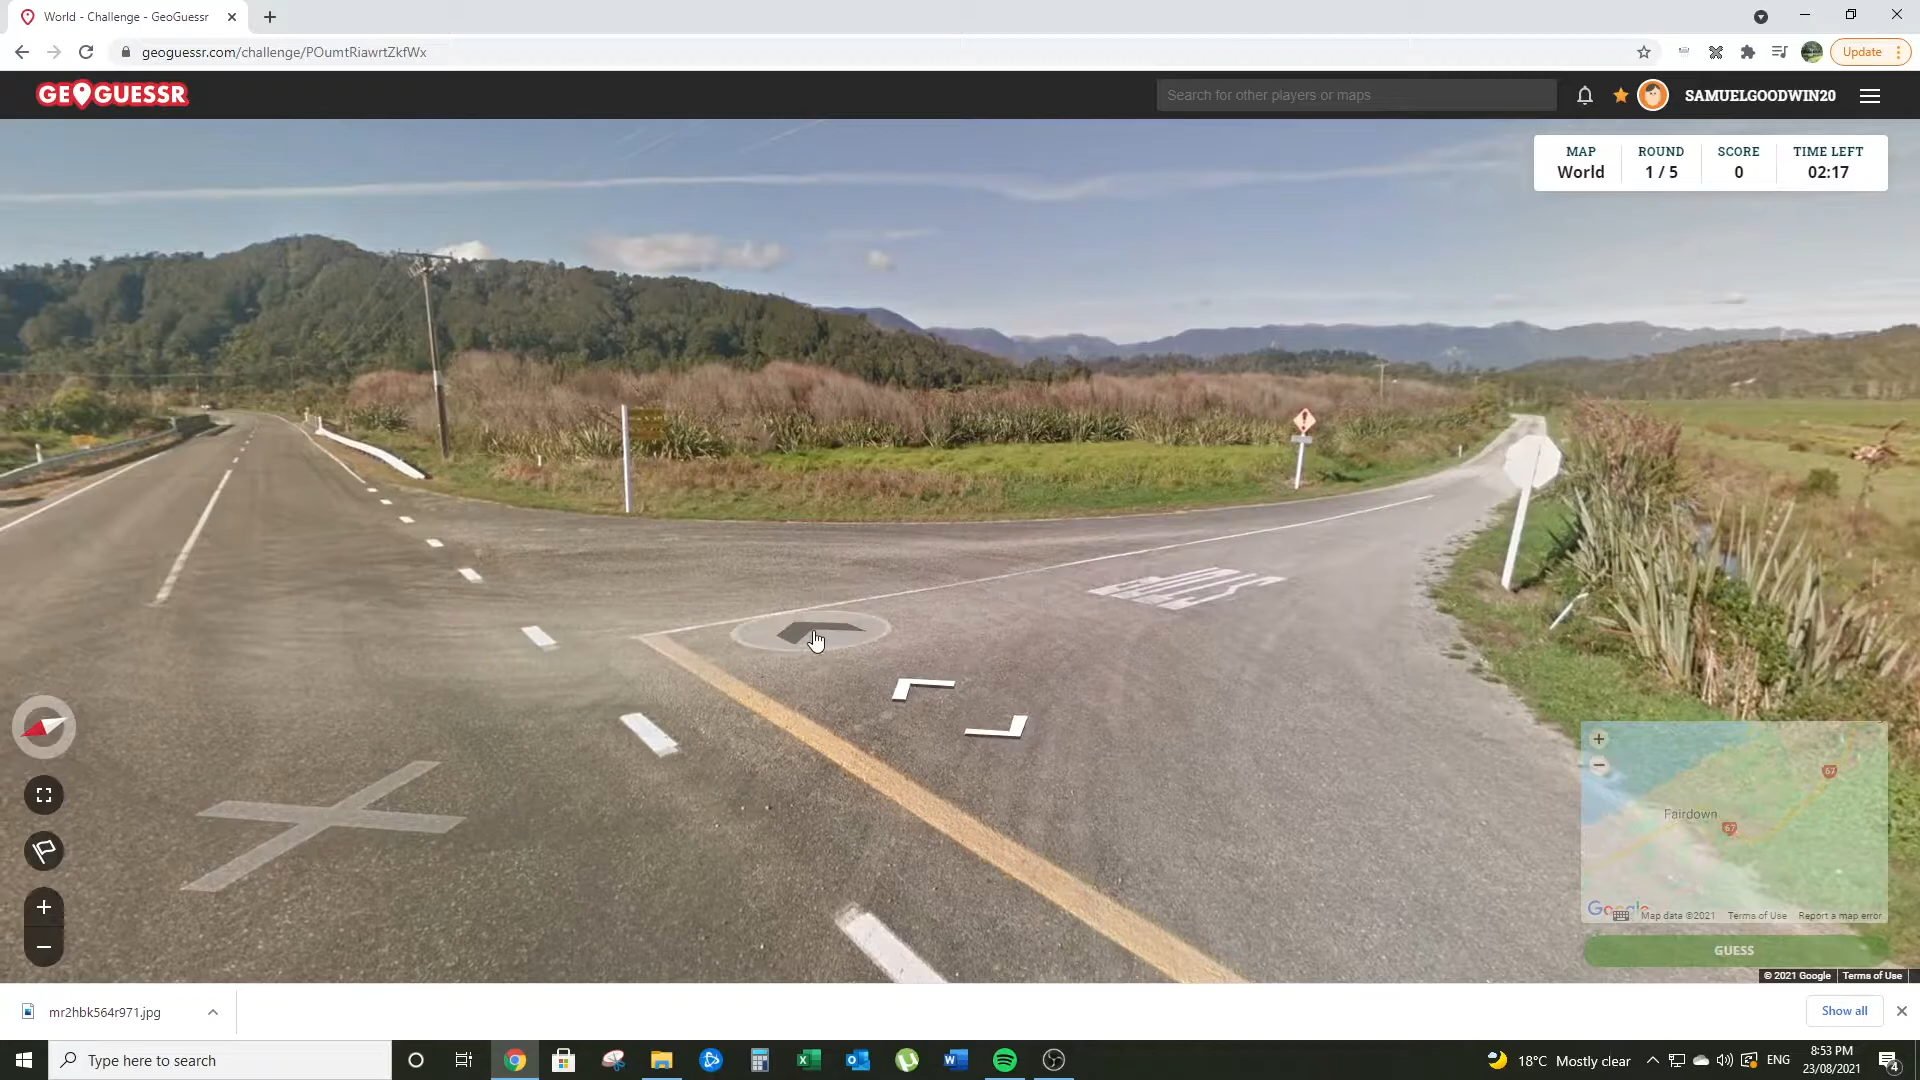 World - Challenge - GeoGuessr
geoguessr.com/challenge/POumtRiawrtZkfWx
Update
GEOGUESSR
Search for other players or maps
SAMUELGOODWIN20
MAP
World
ROUND
1 / 5
SCORE
0
TIME LEFT
02:17
67
Fairdown
67
Google
Map data ©2021
Terms of Use
Report a map error
GUESS
© 2021 Google
Terms of Use
mr2hbk564r971.jpg
Show all
Type here to search
18°C Mostly clear
ENG
8:53 PM
23/08/2021
4